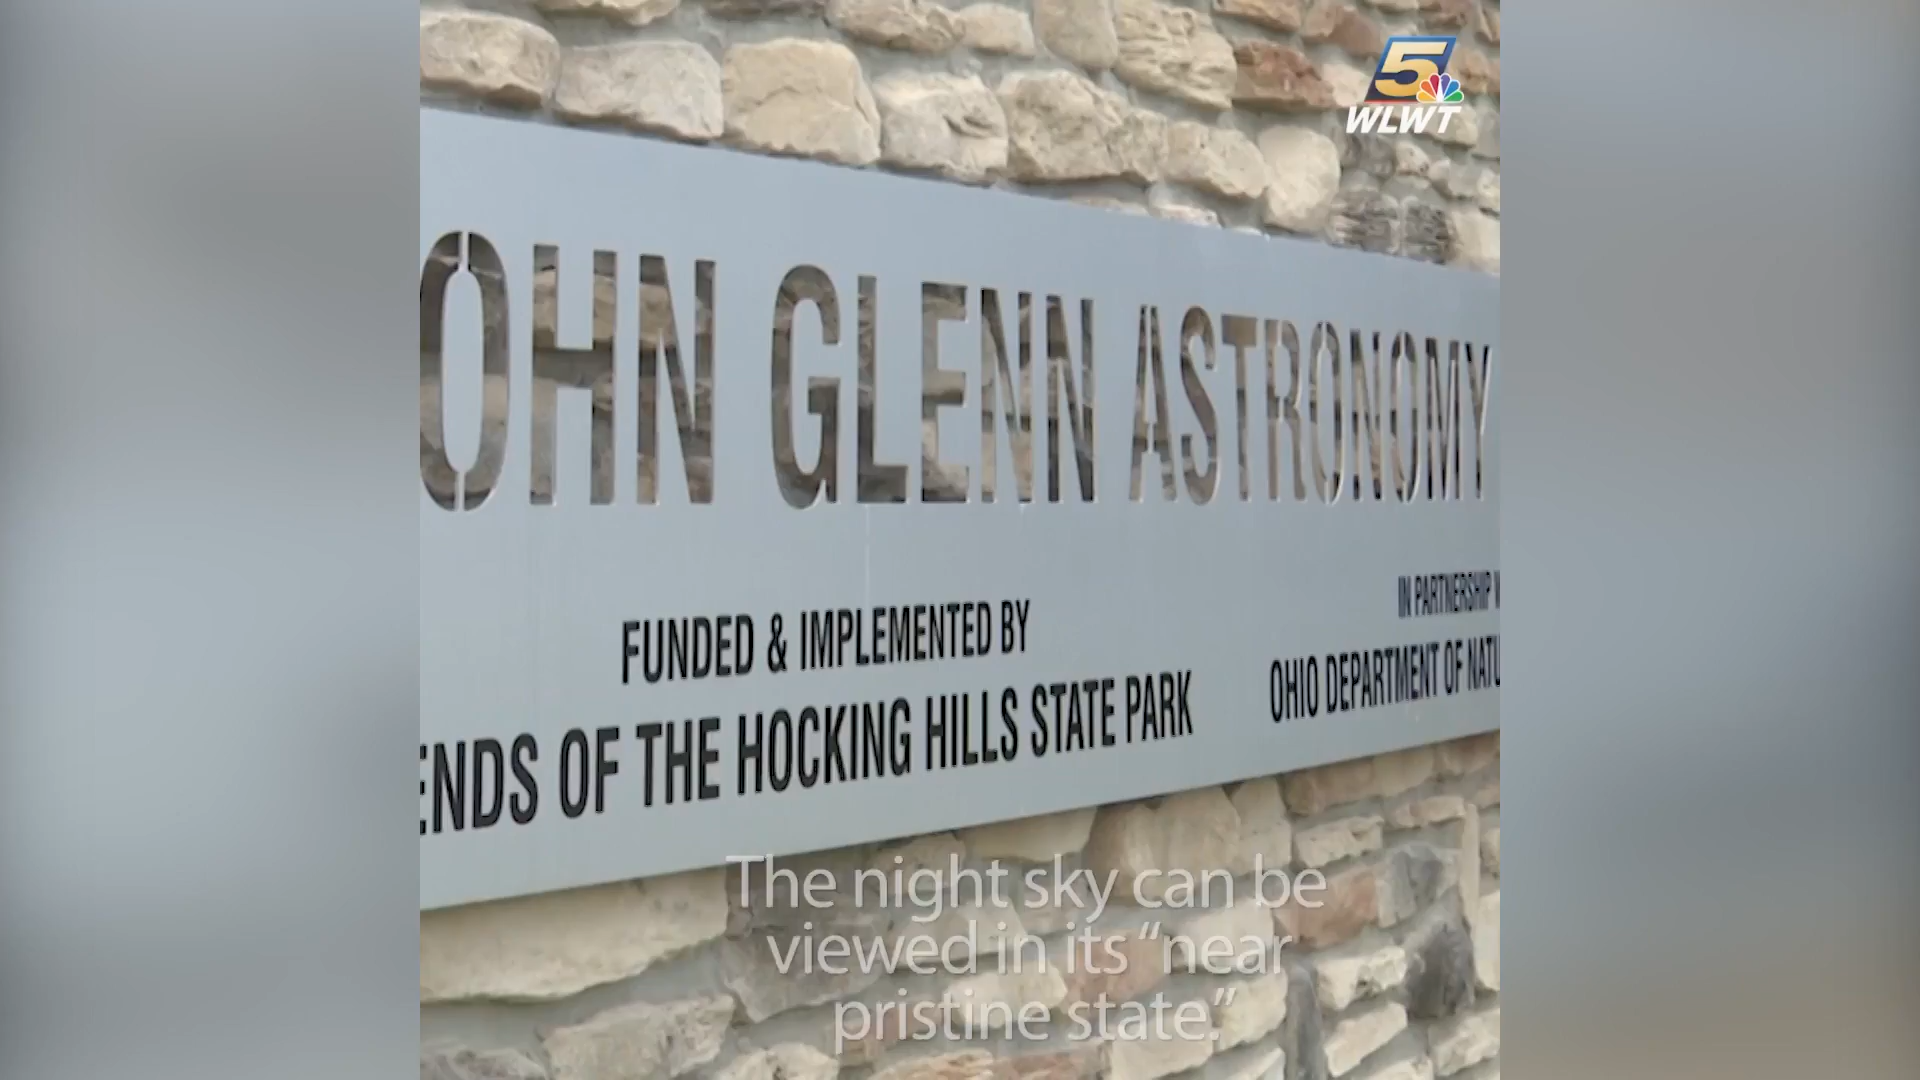 5
WLWT
OHN GLENN ASTRONOMY
FUNDED & IMPLEMENTED BY
ENDS OF THE HOCKING HILLS STATE PARK
IN PARTNERSHIP W
OHIO DEPARTMENT OF NATU
The night sky can be
viewed in its “near
pristine state.”